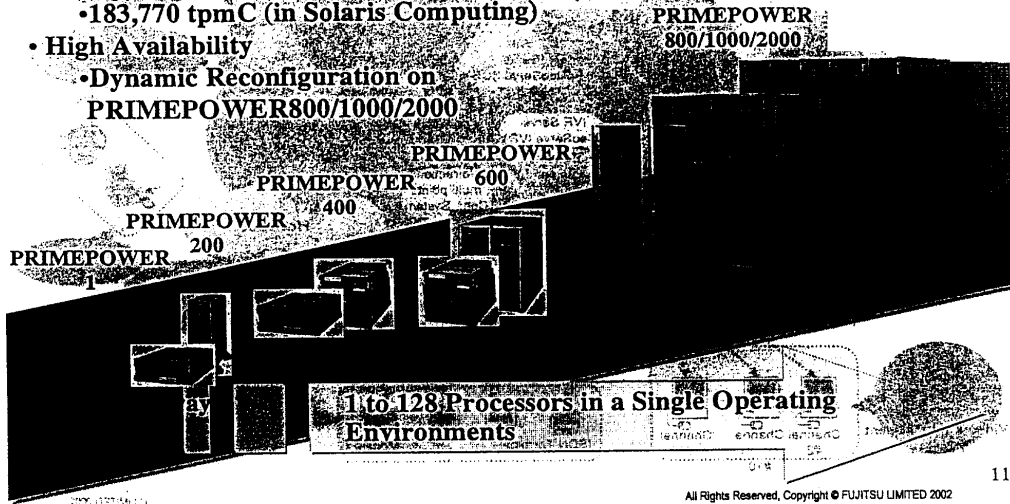 •183,770 tpmC (in Solaris Computing)
PRIMEPOWER
800/1000/2000
• High Availability
•Dynamic Reconfiguration on
PRIMEPOWER800/1000/2000
PRIMEPOWER
600
PRIMEPOWER
400
PRIMEPOWER
200
PRIMEPOWER
1
ay
1 to 128 Processors in a Single Operating
Environments
11
All Rights Reserved, Copyright © FUJITSU LIMITED 2002